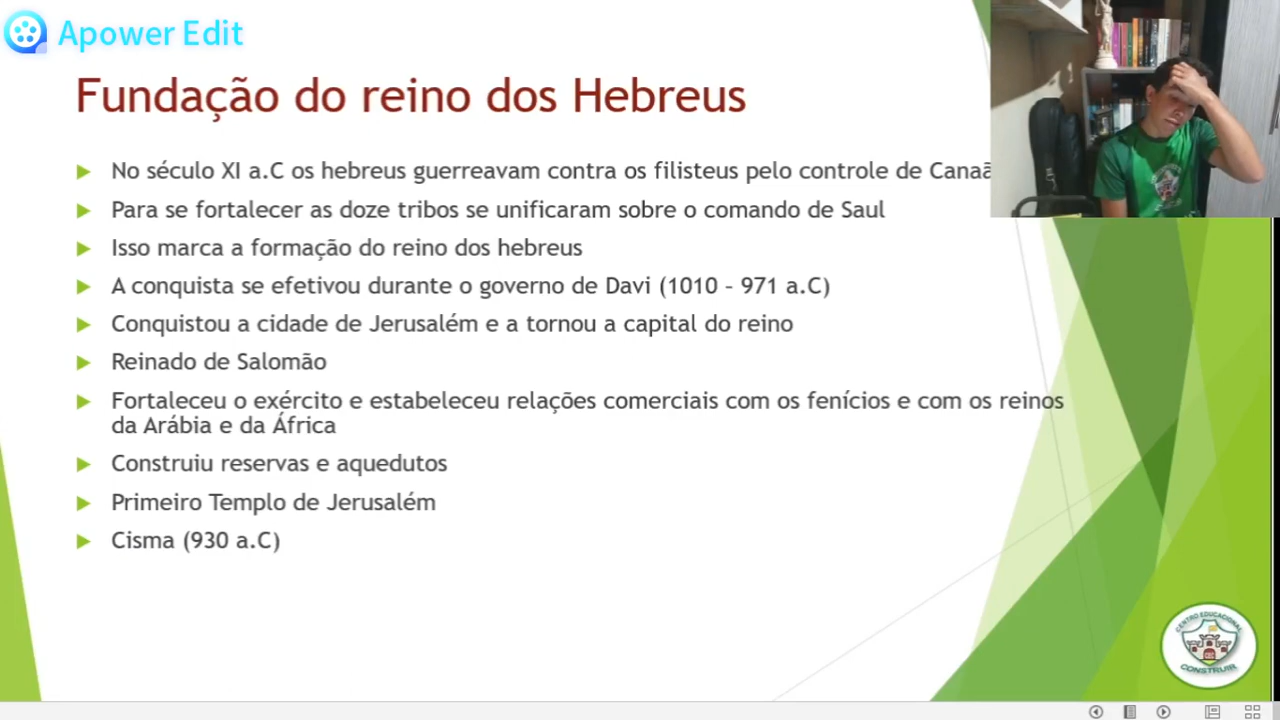 Apower Edit
Fundação do reino dos Hebreus
No século XI a.C os hebreus guerreavam contra os filisteus pelo controle de Canaã
Para se fortalecer as doze tribos se unificaram sobre o comando de Saul
Isso marca a formação do reino dos hebreus
A conquista se efetivou durante o governo de Davi (1010 – 971 a.C)
Conquistou a cidade de Jerusalém e a tornou a capital do reino
Reinado de Salomão
Fortaleceu o exército e estabeleceu relações comerciais com os fenícios e com os reinos
da Arábia e da África
Construiu reservas e aquedutos
Primeiro Templo de Jerusalém
Cisma (930 a.C)
CENTRO EDUCACIONAL
CEC
CONSTRUIR